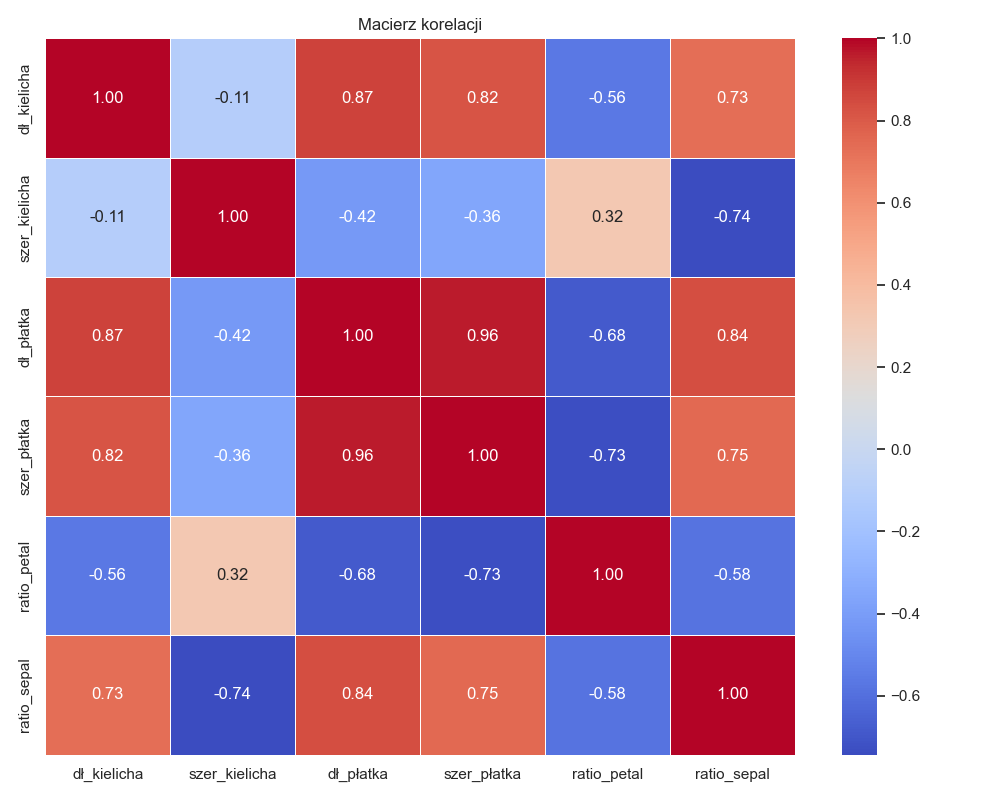 Macierz korelacji
dł_kielicha 1.00 -0.11 0.87 0.82 -0.56 0.73
szer_kielicha -0.11 1.00 -0.42 -0.36 0.32 -0.74
dł_płatka 0.87 -0.42 1.00 0.96 -0.68 0.84
szer_płatka 0.82 -0.36 0.96 1.00 -0.73 0.75
ratio_petal -0.56 0.32 -0.68 -0.73 1.00 -0.58
ratio_sepal 0.73 -0.74 0.84 0.75 -0.58 1.00
dł_kielicha szer_kielicha dł_płatka szer_płatka ratio_petal ratio_sepal
1.0
0.8
0.6
0.4
0.2
0.0
−0.2
−0.4
−0.6